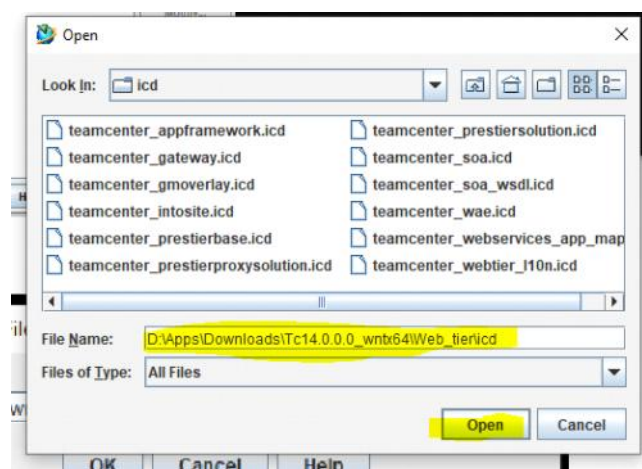 Open
Look In: icd
teamcenter_appframework.icd teamcenter_prestiersolution.icd
teamcenter_gateway.icd teamcenter_soa.icd
teamcenter_gmoverlay.icd teamcenter_soa_wsdl.icd
teamcenter_intosite.icd teamcenter_wae.icd
teamcenter_prestierbase.icd teamcenter_webservices_app_map
teamcenter_prestierproxysolution.icd teamcenter_webtier_l10n.icd
File Name: D:\Apps\Downloads\Tc14.0.0.0_wntx64\Web_tier\icd
Files of Type: All Files
Open Cancel
OK Cancel Help